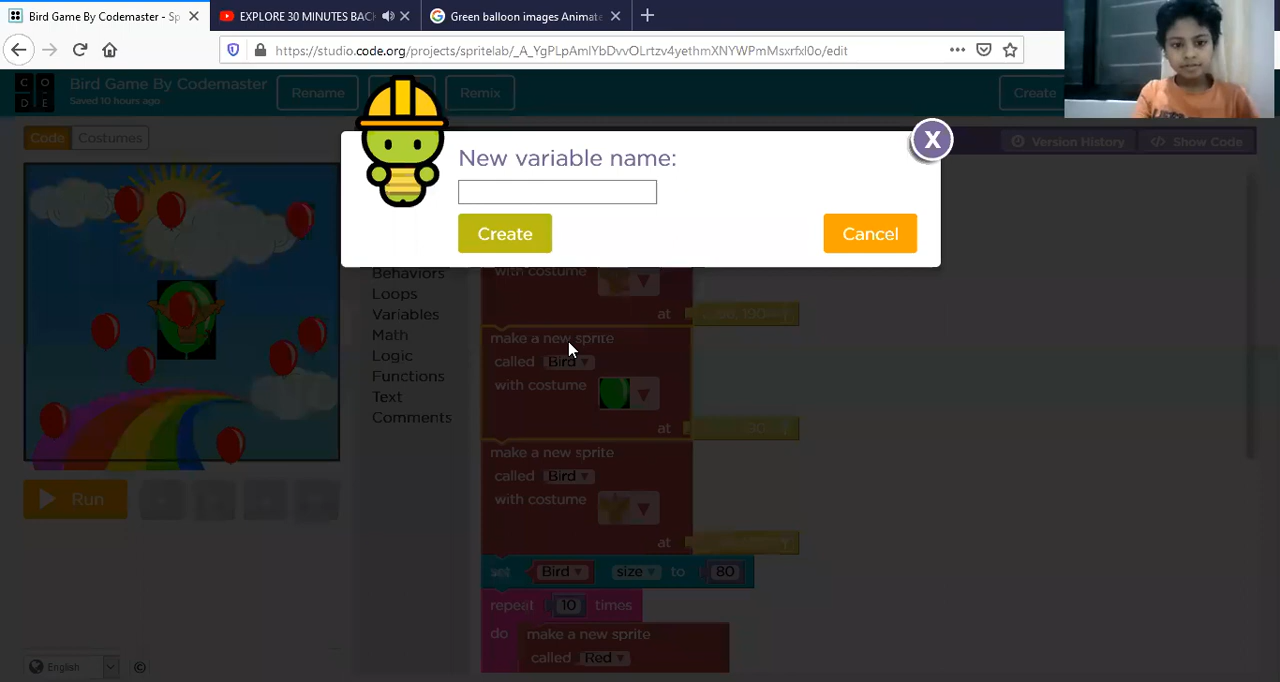 Bird Game By Codemaster - Sp
EXPLORE 30 MINUTES BACK
Green balloon images Animate
https://studio.code.org/projects/spritelab/_A_YgPLpAmlYbDvvOLrtzv4yethmXNYWPmMsxrfxl0o/edit
C O
D E
Bird Game By Codemaster
Saved 10 hours ago
Rename
Remix
Create
Code
Costumes
Version History
Show Code
New variable name:
Create
Cancel
X
Behaviors
Loops
Variables
Math
Logic
Functions
Text
Comments
with costume
at
make a new sprite
called Bird
with costume
at
make a new sprite
called Bird
with costume
at
set Bird size to 80
repeat 10 times
do make a new sprite
called Red
Run
English
©